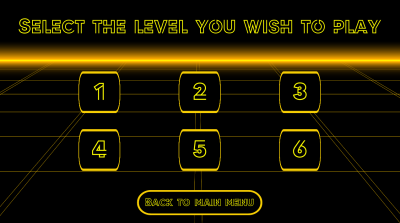 Select the level you wish to play
1 2 3
4 5 6
Back to main menu